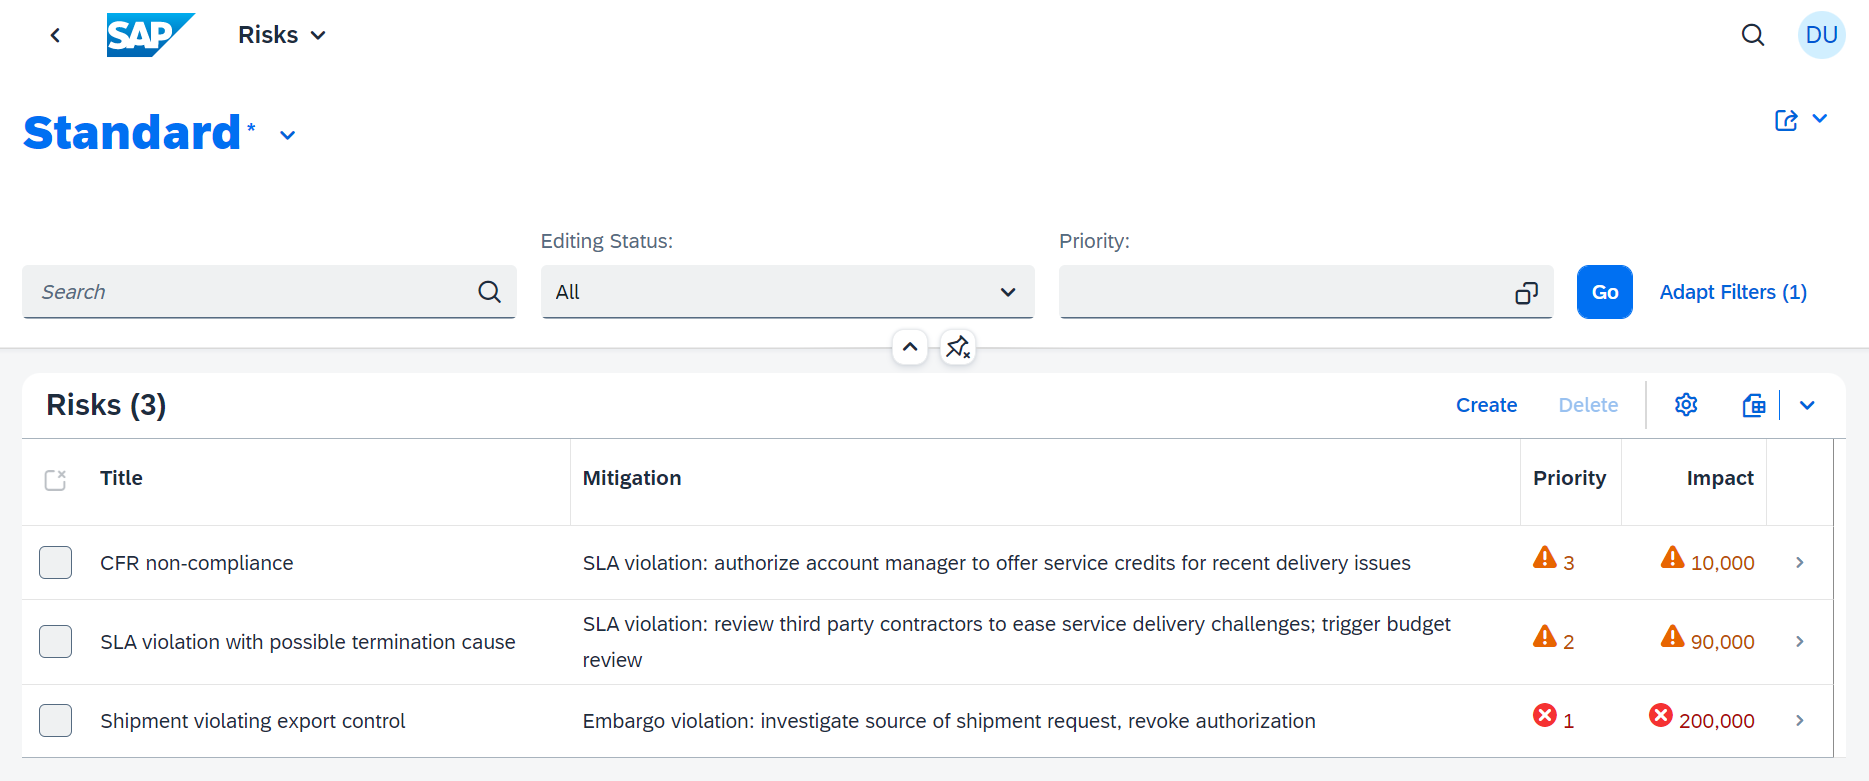 SAP Risks DU
Standard *
Editing Status: Priority:
Search All Go Adapt Filters (1)
Risks (3) Create Delete
Title Mitigation Priority Impact
CFR non-compliance SLA violation: authorize account manager to offer service credits for recent delivery issues 3 10,000
SLA violation with possible termination cause SLA violation: review third party contractors to ease service delivery challenges; trigger budget
review 2 90,000
Shipment violating export control Embargo violation: investigate source of shipment request, revoke authorization 1 200,000